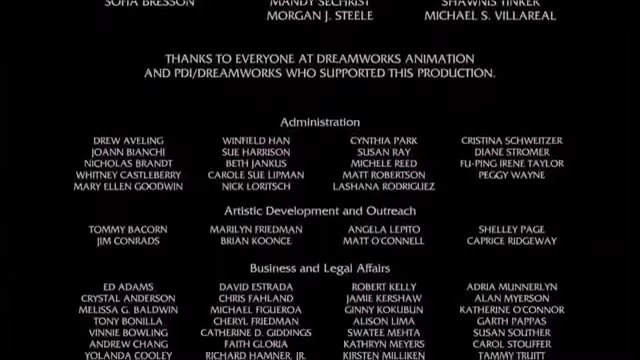 SOFIA BRESSON MANDY SECHRIST SHAWNIS TINKER
MORGAN J. STEELE MICHAEL S. VILLAREAL
THANKS TO EVERYONE AT DREAMWORKS ANIMATION
AND PDI/DREAMWORKS WHO SUPPORTED THIS PRODUCTION.
Administration
DREW AVELING WINFIELD HAN CYNTHIA PARK CRISTINA SCHWEITZER
JOANN BIANCHI SUE HARRISON SUSAN RAY DIANE STROMER
NICHOLAS BRANDT BETH JANKUS MICHELE REED FU-PING IRENE TAYLOR
WHITNEY CASTLEBERRY CAROLE SUE LIPMAN MATT ROBERTSON PEGGY WAYNE
MARY ELLEN GOODWIN NICK LORITSCH LASHANA RODRIGUEZ
Artistic Development and Outreach
TOMMY BACORN MARILYN FRIEDMAN ANGELA LEPITO SHELLEY PAGE
JIM CONRADS BRIAN KOONCE MATT O'CONNELL CAPRICE RIDGEWAY
Business and Legal Affairs
ED ADAMS DAVID ESTRADA ROBERT KELLY ADRIA MUNNERLYN
CRYSTAL ANDERSON CHRIS FAHLAND JAMIE KERSHAW ALAN MYERSON
MELISSA G. BALDWIN MICHAEL FIGUEROA GINNY KOKUBUN KATHERINE O'CONNOR
TONY BONILLA CHERYL FRIEDMAN ALISON LIMA GARTH PAPPAS
VINNIE BOWLING CATHERINE D. GIDDINGS SWATEE MEHTA SUSAN SOUTHER
ANDREW CHANG FAITH GLORIA KATHRYN MEYERS CAROL STOUFFER
YOLANDA COOLEY RICHARD HAMNER, JR. KIRSTEN MILLIKEN TAMMY TRUITT